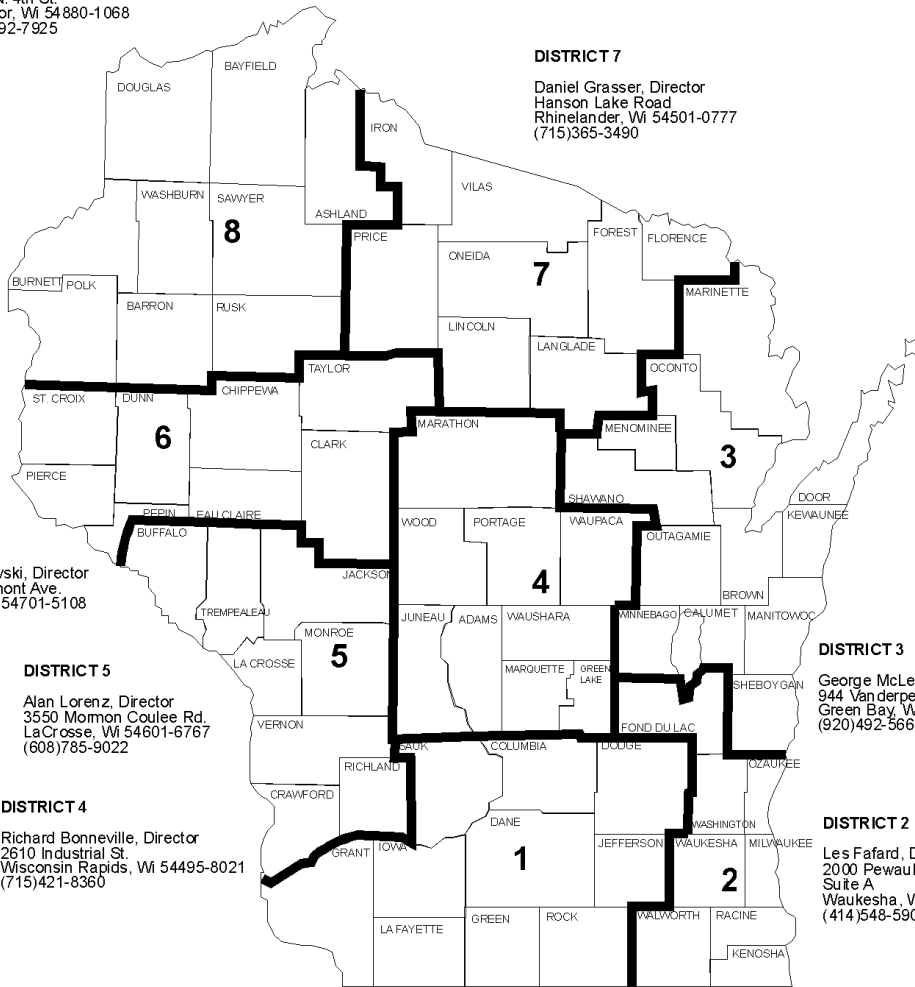 N. 4th St.
or, Wi 54880-1068
92-7925
DISTRICT 7
Daniel Grasser, Director
Hanson Lake Road
Rhinelander, Wi 54501-0777
(715)365-3490
BAYFIELD
DOUGLAS
IRON
WASHBURN
SAWYER
VILAS
ASHLAND
8
PRICE
FOREST
FLORENCE
ONEIDA
7
BURNETT
POLK
MARINETTE
BARRON
RUSK
LINCOLN
LANGLADE
TAYLOR
OCONTO
ST. CROIX
DUNN
CHIPPEWA
MARATHON
MENOMINEE
6
CLARK
3
PIERCE
SHAWANO
DOOR
PEPIN
EAU CLAIRE
KEWAUNEE
WOOD
PORTAGE
WAUPACA
BUFFALO
OUTAGAMIE
vski, Director
mont Ave.
54701-5108
JACKSON
4
BROWN
TREMPEALEAU
JUNEAU
ADAMS
WAUSHARA
WINNEBAGO
CALUMET
MANITOWOC
MONROE
5
LA CROSSE
MARQUETTE
GREEN
LAKE
DISTRICT 5
Alan Lorenz, Director
3550 Mormon Coulee Rd.
LaCrosse, Wi 54601-6767
(608)785-9022
DISTRICT 3
George McLe
944 Vanderpe
Green Bay, W
(920)492-566
SHEBOYGAN
VERNON
FOND DU LAC
SAUK
COLUMBIA
DODGE
RICHLAND
OZAUKEE
CRAWFORD
DISTRICT 4
Richard Bonneville, Director
2610 Industrial St.
Wisconsin Rapids, Wi 54495-8021
(715)421-8360
DANE
WASHINGTON
GRANT
IOWA
1
JEFFERSON
WAUKESHA
MILWAUKEE
2
DISTRICT 2
Les Fafard, D
2000 Pewauk
Suite A
Waukesha, W
(414)548-590
LA FAYETTE
GREEN
ROCK
WALWORTH
RACINE
KENOSHA